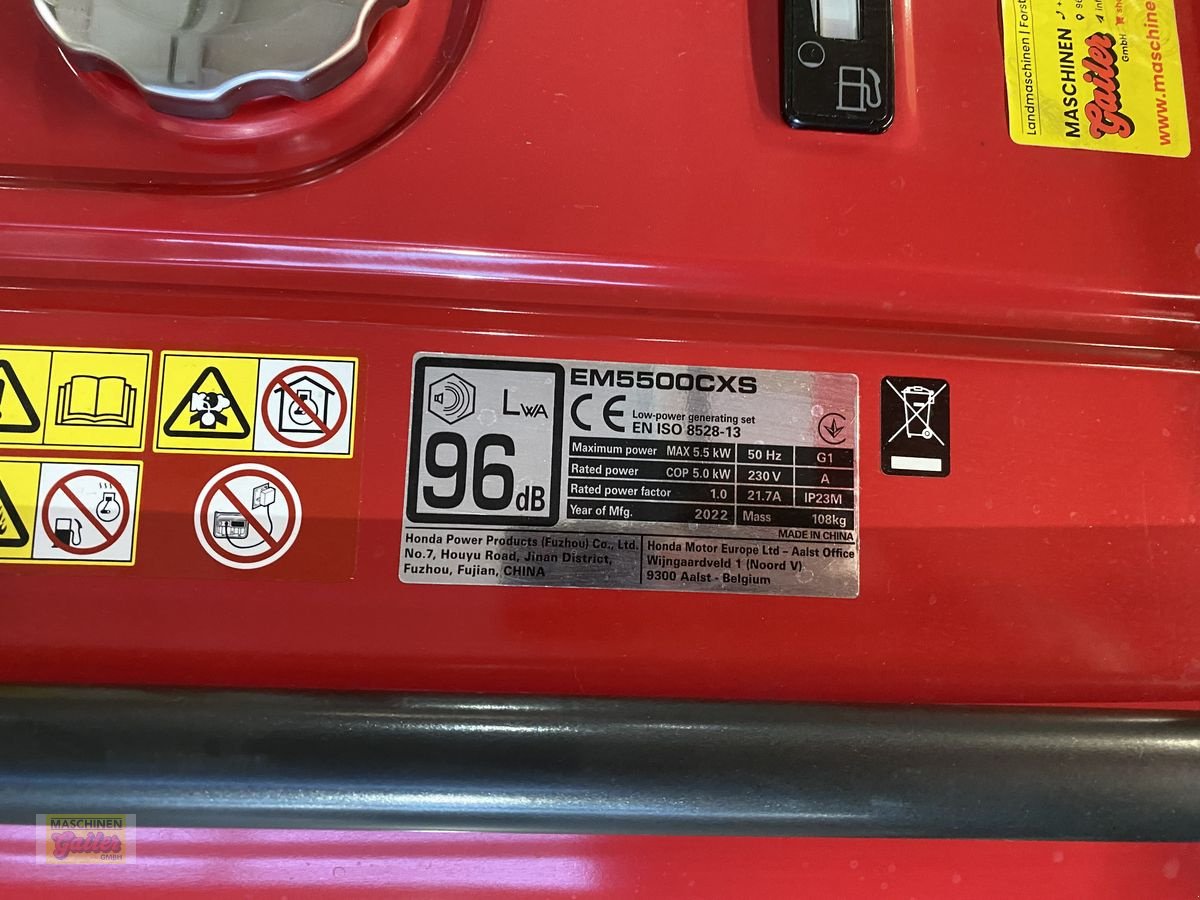 Landmaschinen | Forst
MASCHINEN
Gailer
GmbH
www.maschine
EM5500CXS
LWA
96dB
CE
Low-power generating set
EN ISO 8528-13
Maximum power MAX 5.5 kW 50 Hz G1
Rated power COP 5.0 kW 230 V A
Rated power factor 1.0 21.7A IP23M
Year of Mfg. 2022 Mass 108kg
MADE IN CHINA
Honda Power Products (Fuzhou) Co., Ltd.
No.7, Houyu Road, Jinan District,
Fuzhou, Fujian, CHINA
Honda Motor Europe Ltd – Aalst Office
Wijngaardveld 1 (Noord V)
9300 Aalst - Belgium
MASCHINEN
Gailer
GMBH